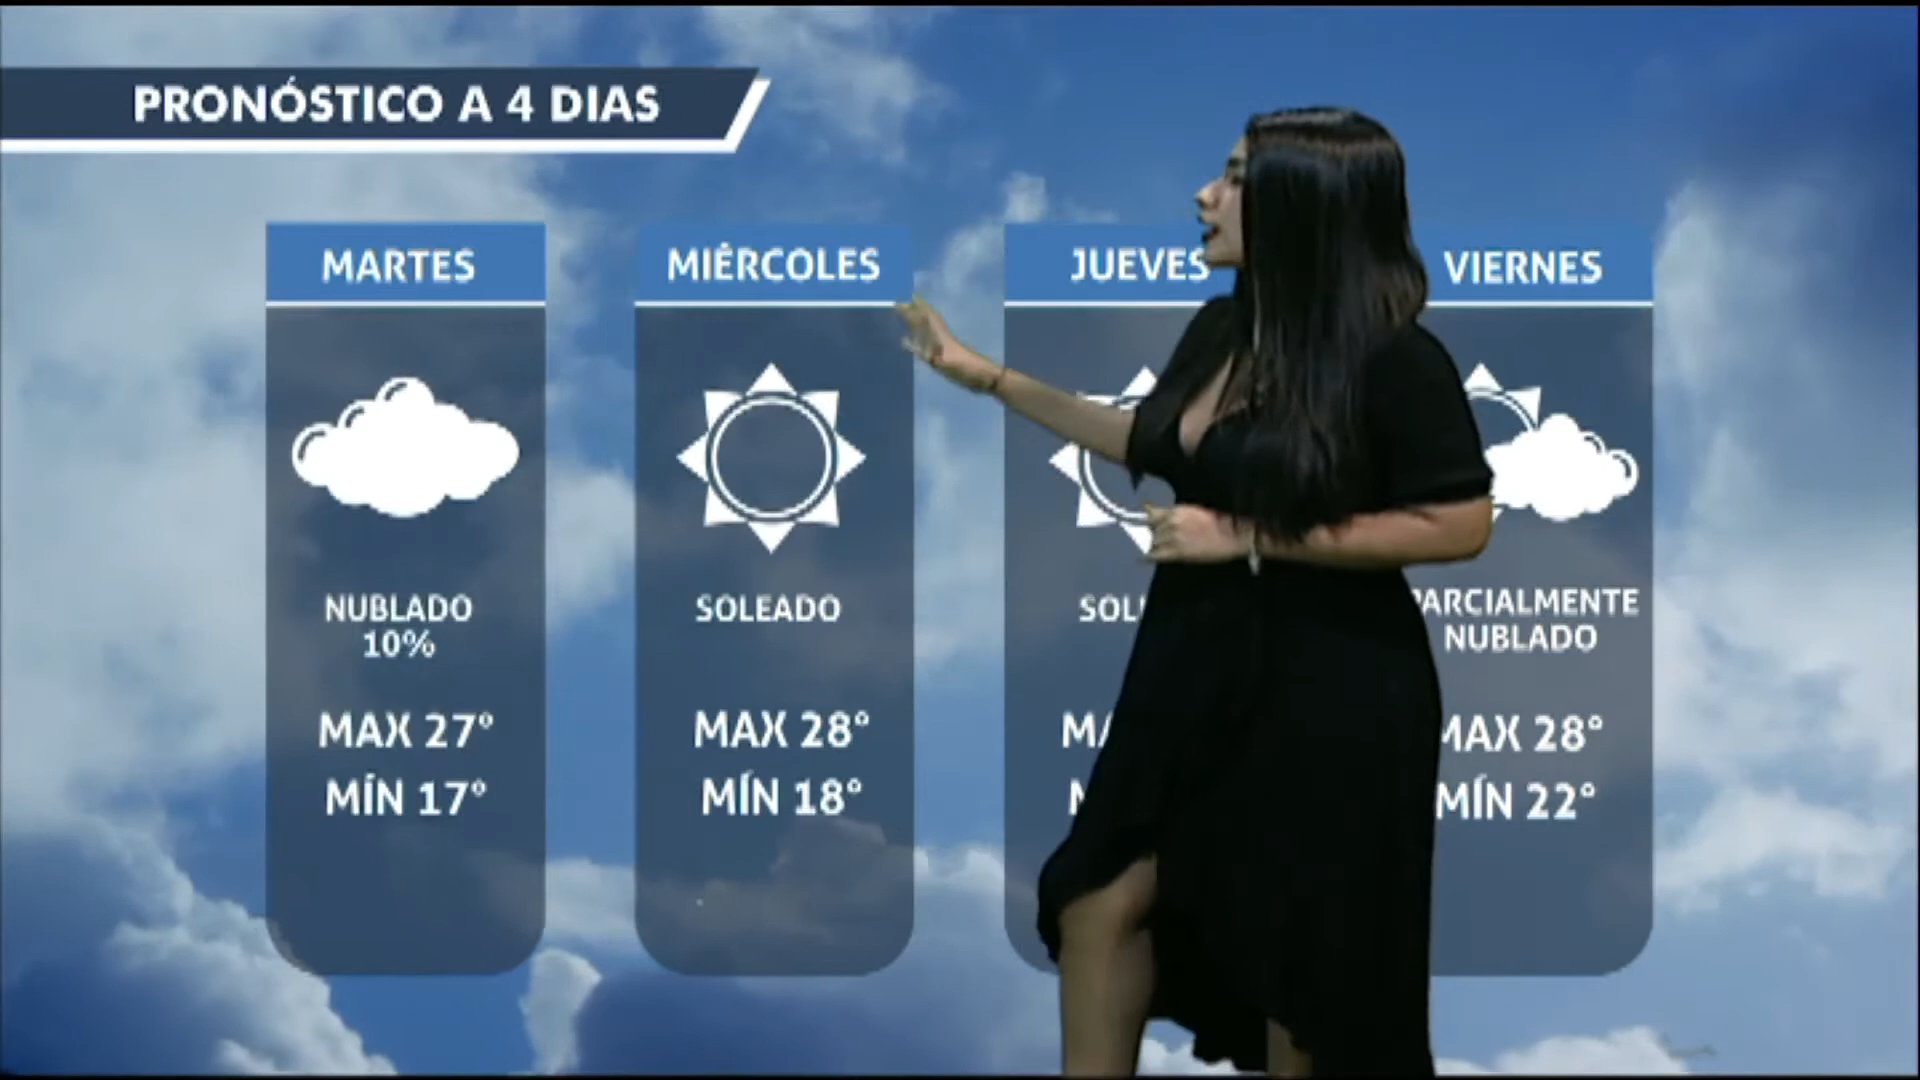 PRONÓSTICO A 4 DIAS
MARTES
NUBLADO
10%
MAX 27°
MÍN 17°
MIÉRCOLES
SOLEADO
MAX 28°
MÍN 18°
JUEVES
VIERNES
PARCIALMENTE
NUBLADO
MAX 28°
MÍN 22°